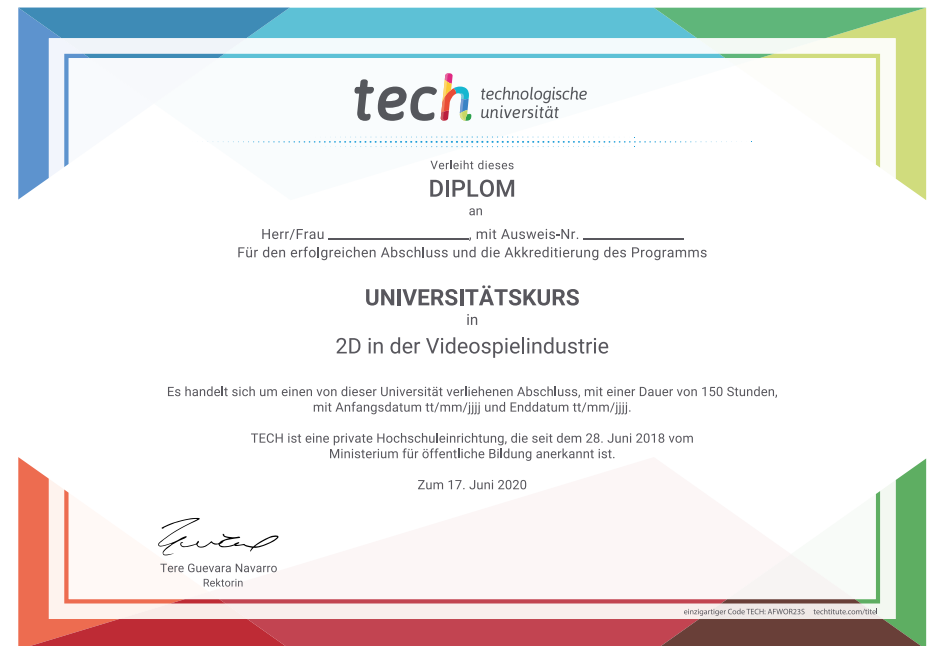 tech technologische
universität
Verleiht dieses
DIPLOM
an
Herr/Frau ____________, mit Ausweis-Nr. ____________
Für den erfolgreichen Abschluss und die Akkreditierung des Programms
UNIVERSITÄTSKURS
in
2D in der Videospielindustrie
Es handelt sich um einen von dieser Universität verliehenen Abschluss, mit einer Dauer von 150 Stunden,
mit Anfangsdatum tt/mm/jjjj und Enddatum tt/mm/jjjj.
TECH ist eine private Hochschuleinrichtung, die seit dem 28. Juni 2018 vom
Ministerium für öffentliche Bildung anerkannt ist.
Zum 17. Juni 2020
Tere Guevara Navarro
Rektorin
einzigartiger Code TECH: AFWOR23S techtitute.com/titel